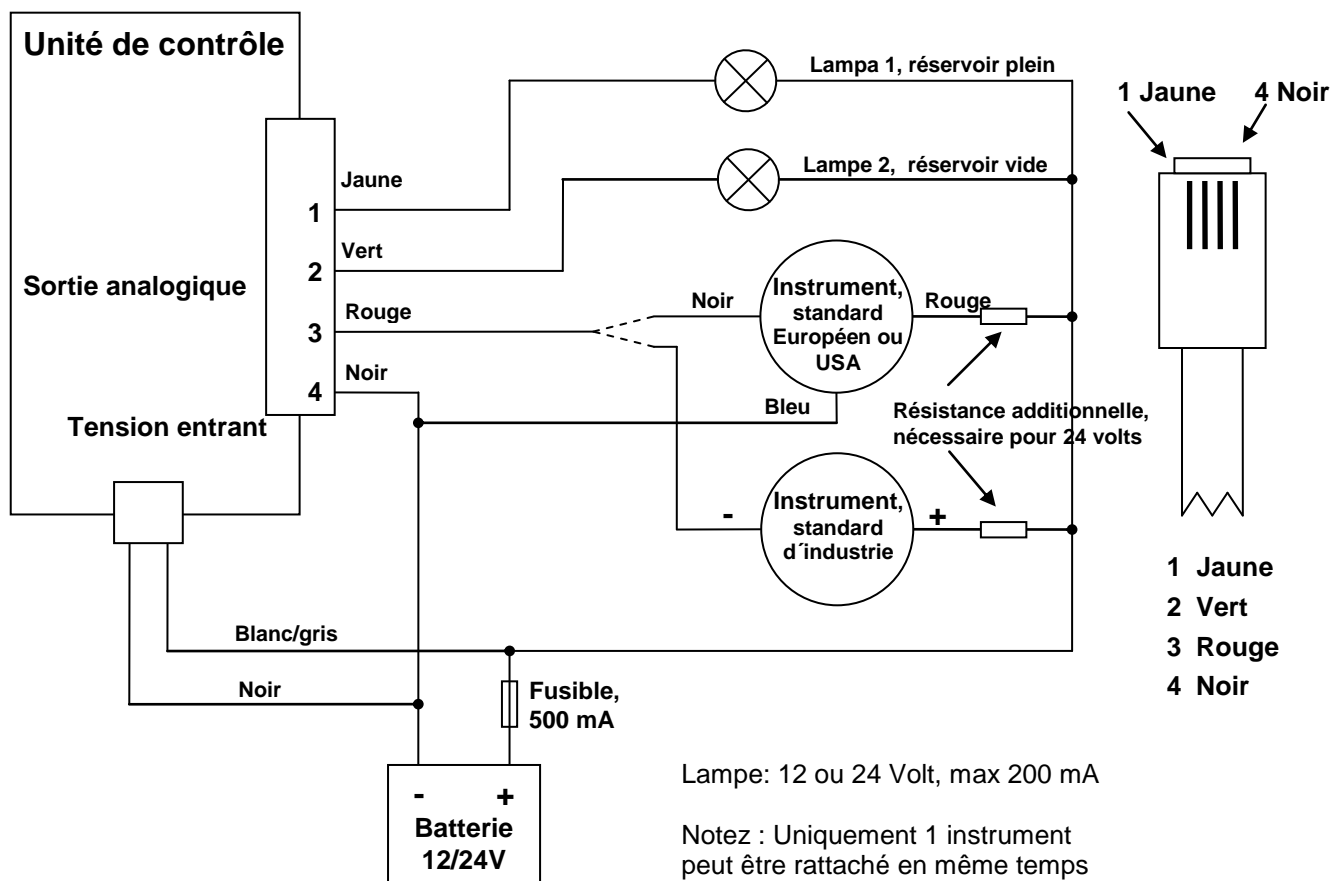 Unité de contrôle
Lampa 1, réservoir plein
1 Jaune 4 Noir
Jaune
Lampe 2, réservoir vide
1
Vert
2
Sortie analogique
Rouge
3
Noir
Instrument,
standard
Européen ou
USA
Rouge
Noir
4
Bleu
Tension entrant
Résistance additionnelle,
nécessaire pour 24 volts
-
Instrument,
standard
d´industrie
+
1 Jaune
2 Vert
3 Rouge
4 Noir
Blanc/gris
Noir
Fusible,
500 mA
- +
Batterie
12/24V
Lampe: 12 ou 24 Volt, max 200 mA
Notez : Uniquement 1 instrument
peut être rattaché en même temps